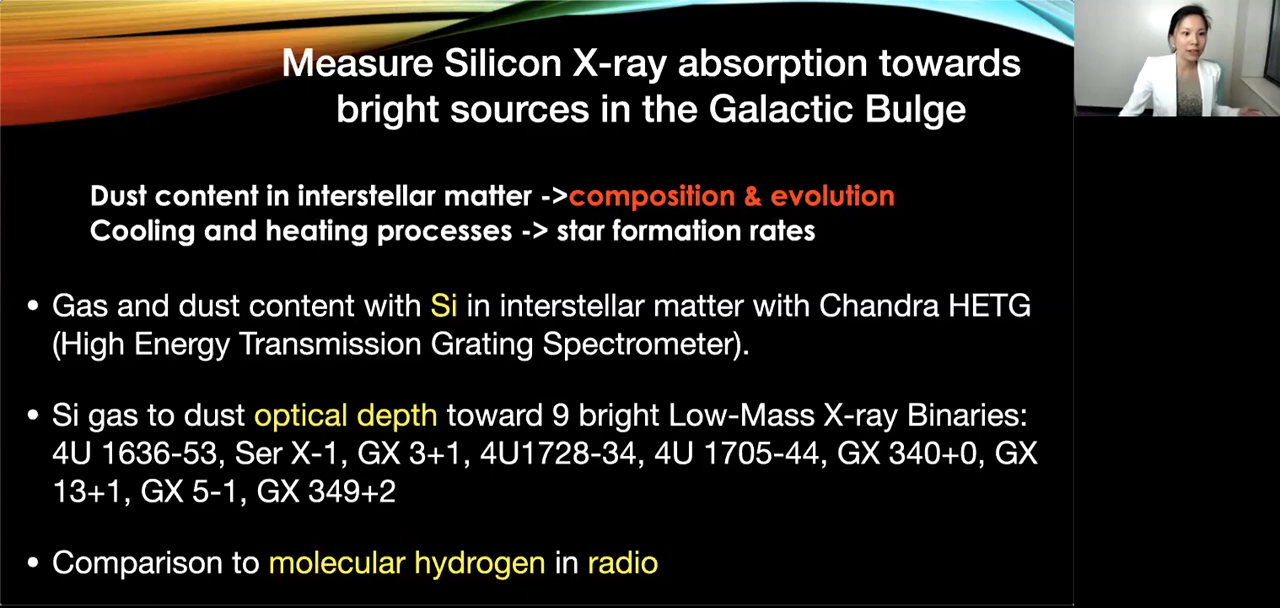 Measure Silicon X-ray absorption towards
bright sources in the Galactic Bulge
Dust content in interstellar matter ->composition & evolution
Cooling and heating processes -> star formation rates
• Gas and dust content with Si in interstellar matter with Chandra HETG
(High Energy Transmission Grating Spectrometer).
• Si gas to dust optical depth toward 9 bright Low-Mass X-ray Binaries:
4U 1636-53, Ser X-1, GX 3+1, 4U1728-34, 4U 1705-44, GX 340+0, GX
13+1, GX 5-1, GX 349+2
• Comparison to molecular hydrogen in radio